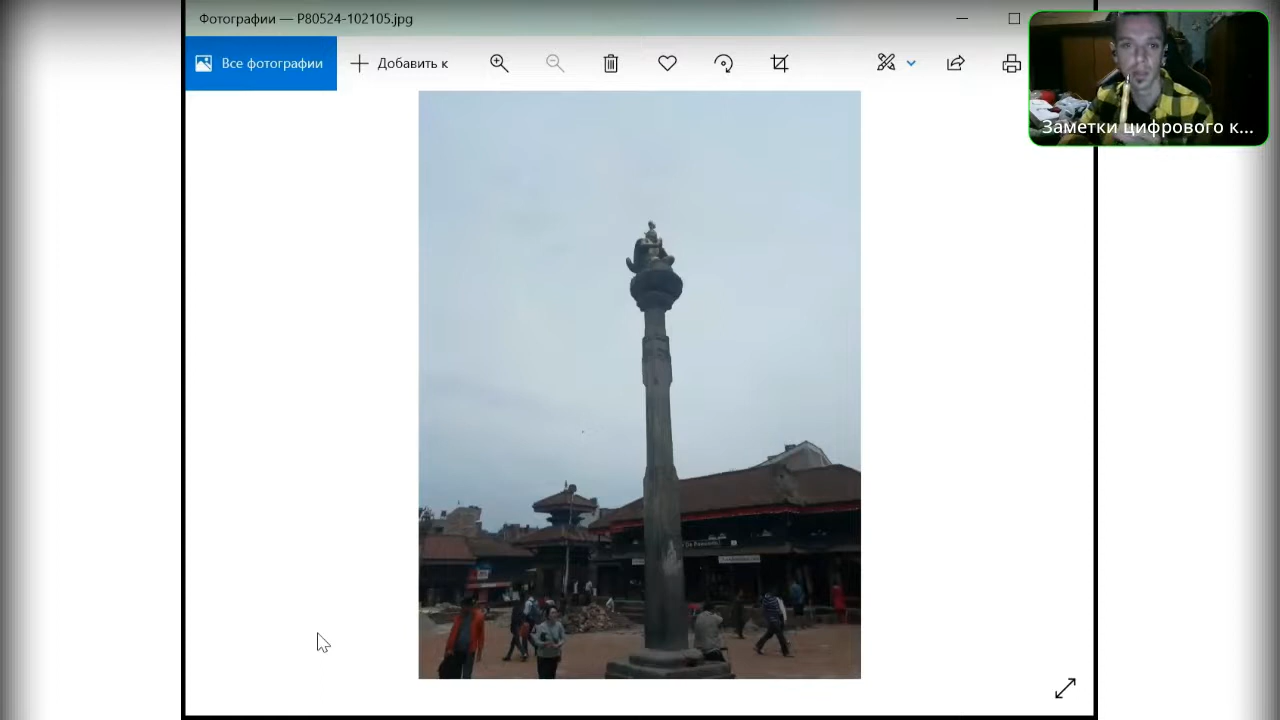 Фотографии — P80524-102105.jpg
Все фотографии
Добавить к
Заметки цифрового к...